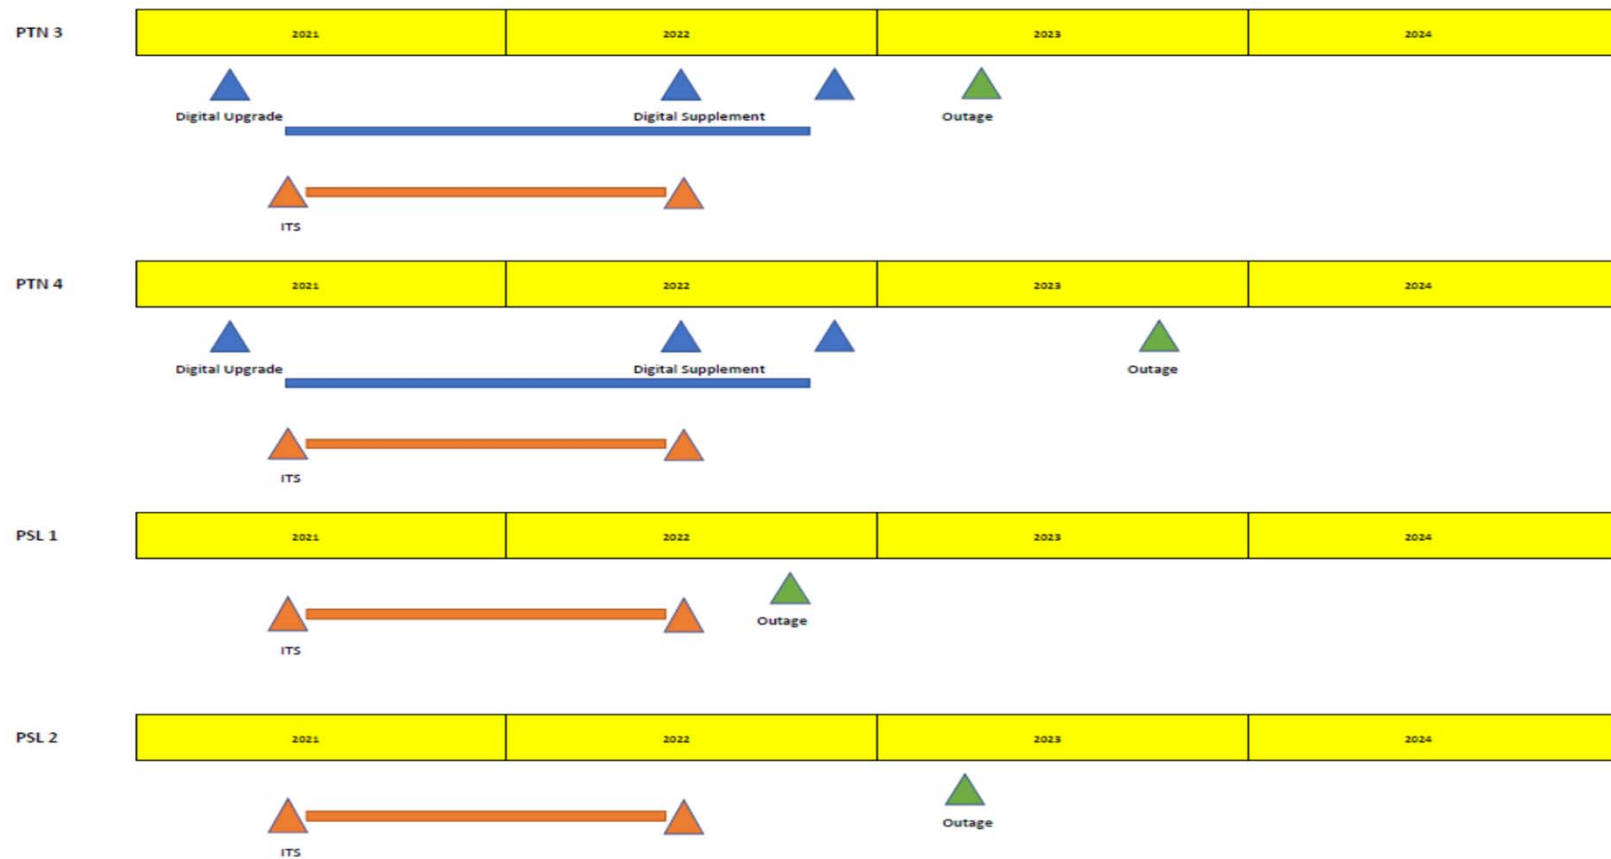 PTN 3 2021 2022 2023 2024
Digital Upgrade Digital Supplement Outage
ITS
PTN 4 2021 2022 2023 2024
Digital Upgrade Digital Supplement Outage
ITS
PSL 1 2021 2022 2023 2024
Outage
ITS
PSL 2 2021 2022 2023 2024
Outage
ITS